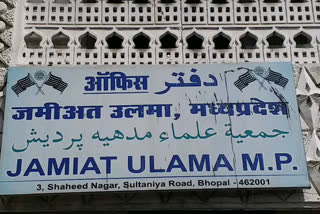 ऑफिस دفتر
जमीअत उलमा, मध्यप्रदेश
جمعیة علماء مدھیہ پردیش
JAMIAT ULAMA M.P.
3, Shaheed Nagar, Sultaniya Road, Bhopal - 462001